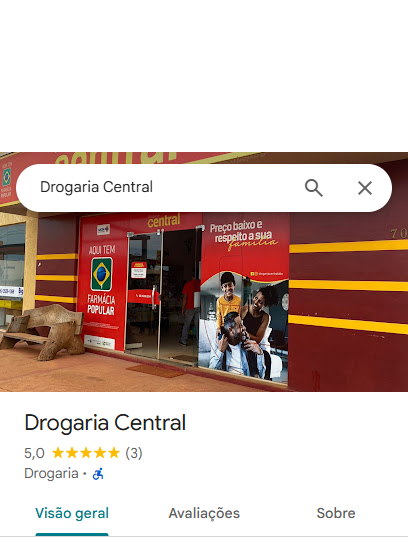 central
Drogaria Central
central
AQUI TEM
FARMÁCIA
POPULAR
Preço baixo e
respeito a sua
família
70
Drogaria Central
5,0 (3)
Drogaria ·
Visão geral
Avaliações
Sobre